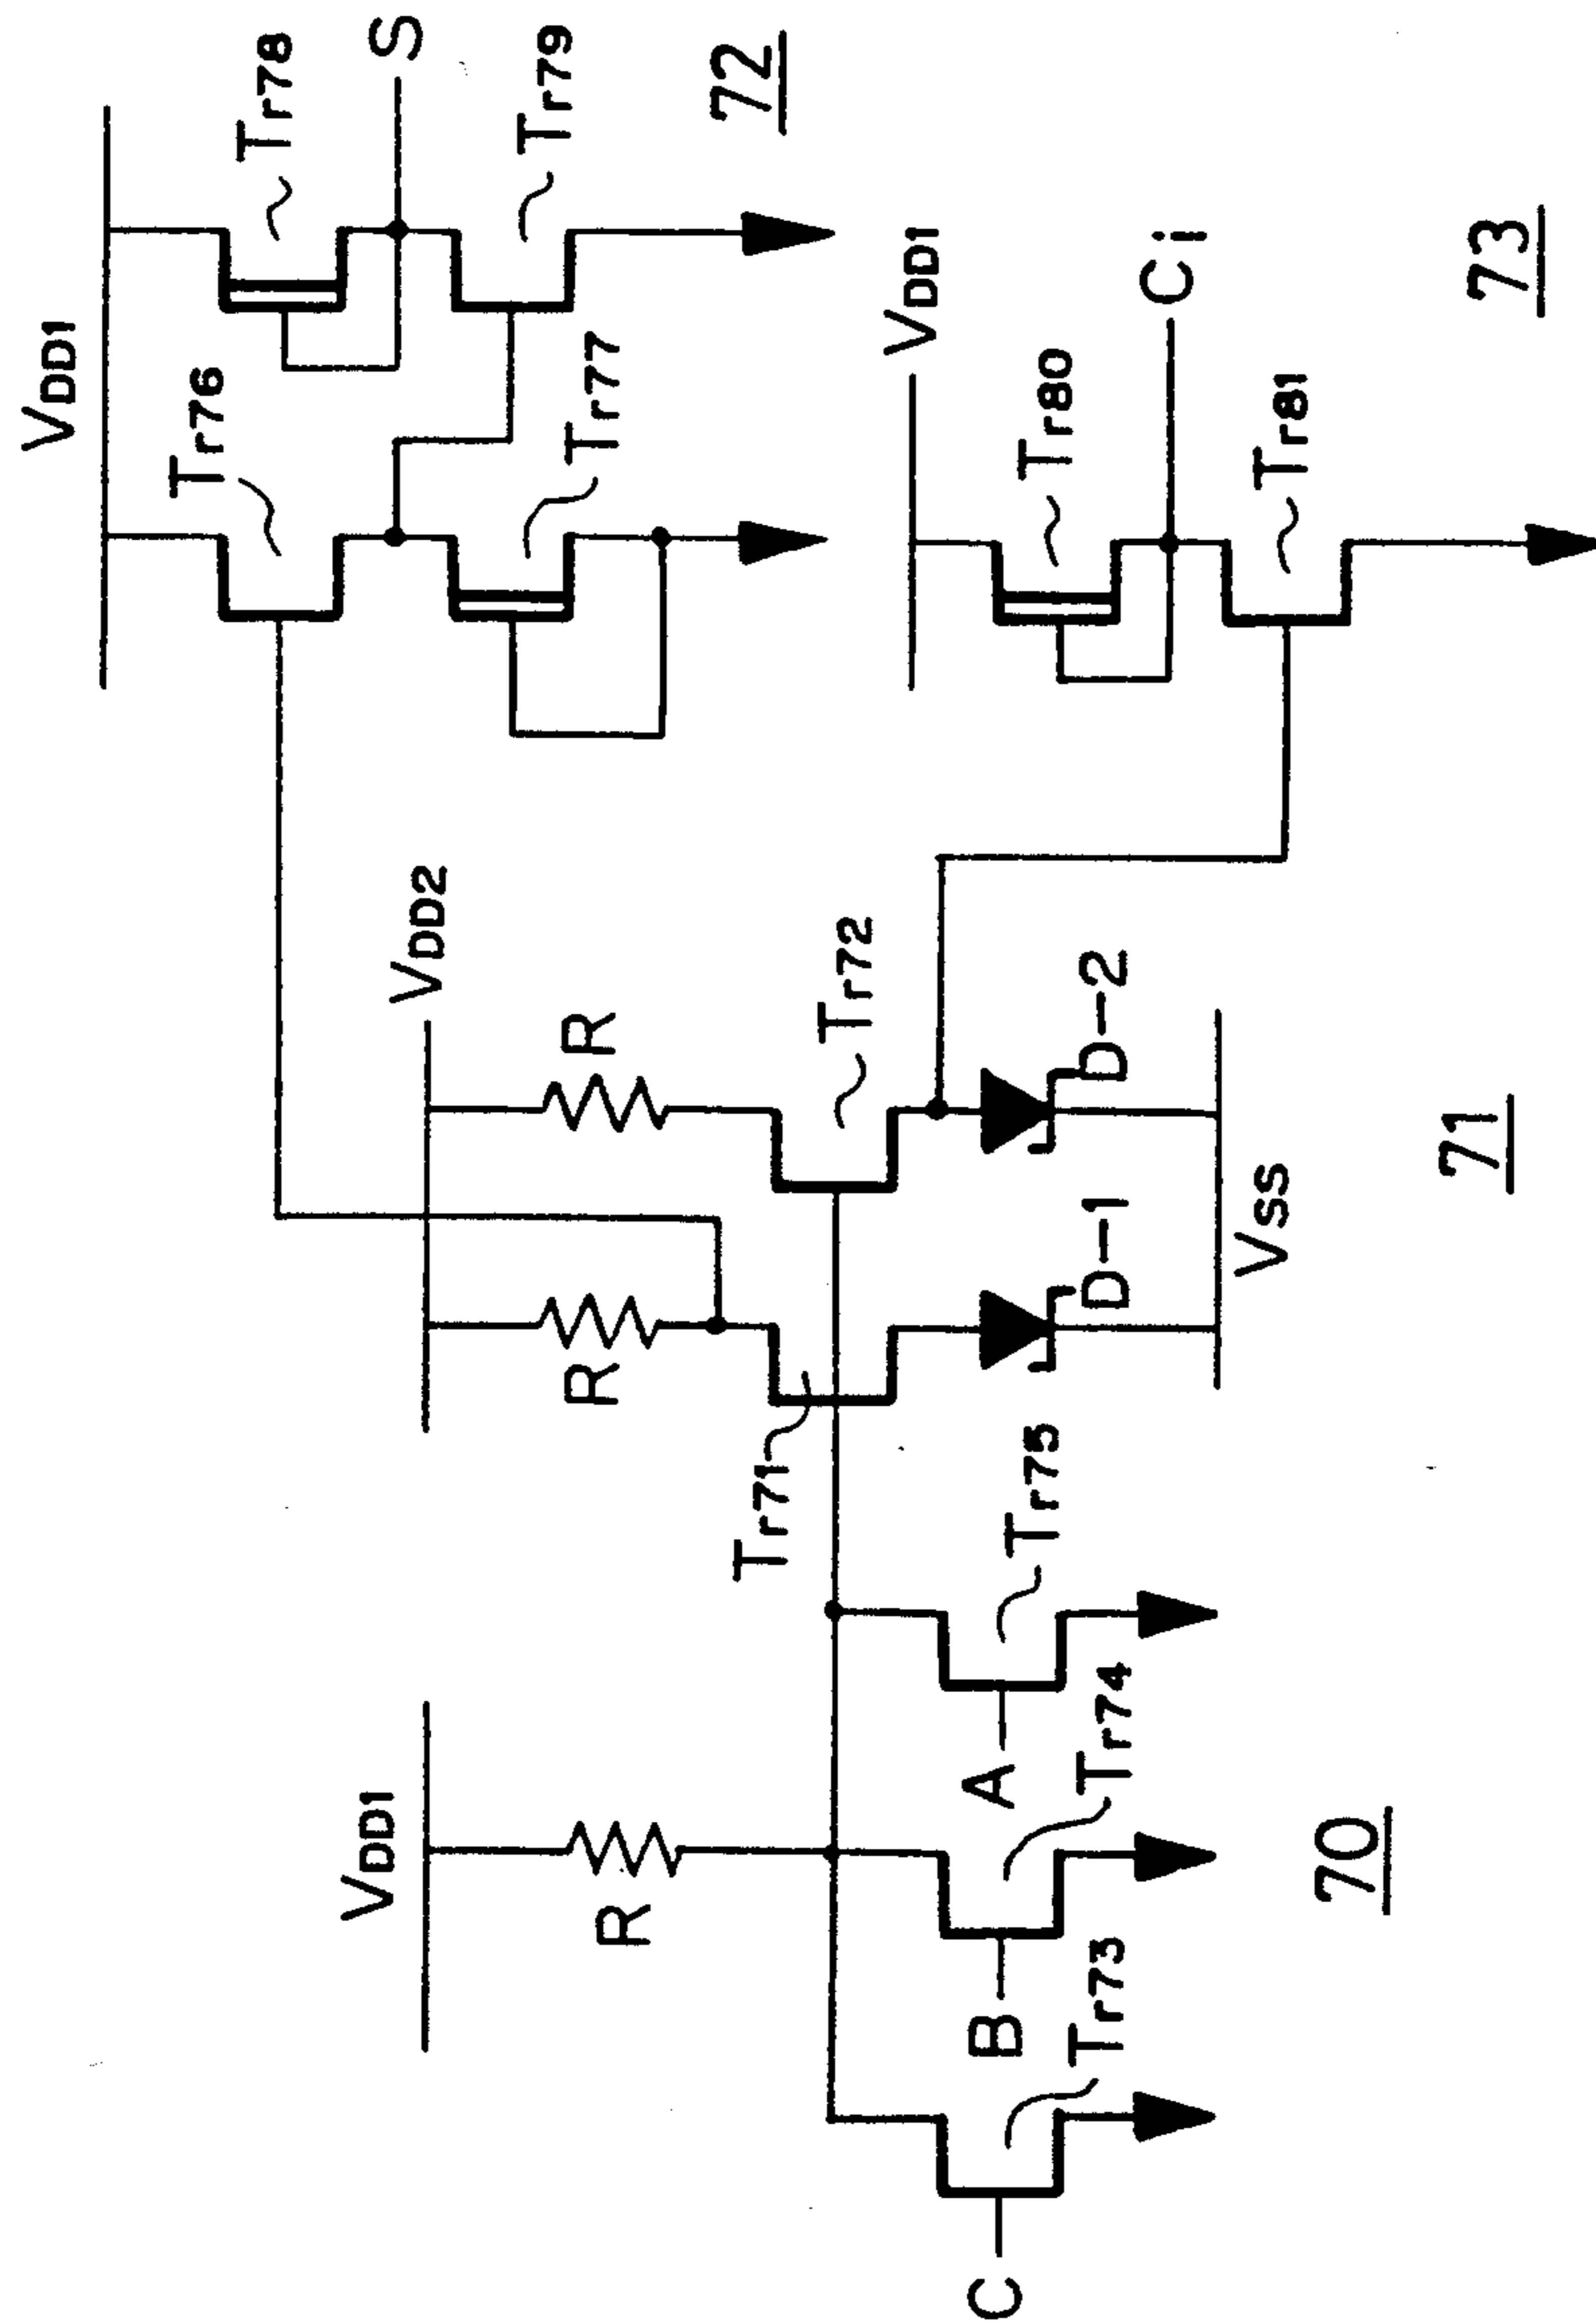 VDD1
Tr76
Tr78
S
Tr77
Tr79
72
VDD1
Tr80
Ci
Tr81
73
VDD2
R
R
Tr71
Tr72
D-1
D-2
VSS
71
VDD1
R
A
Tr75
B
Tr74
C
Tr73
70